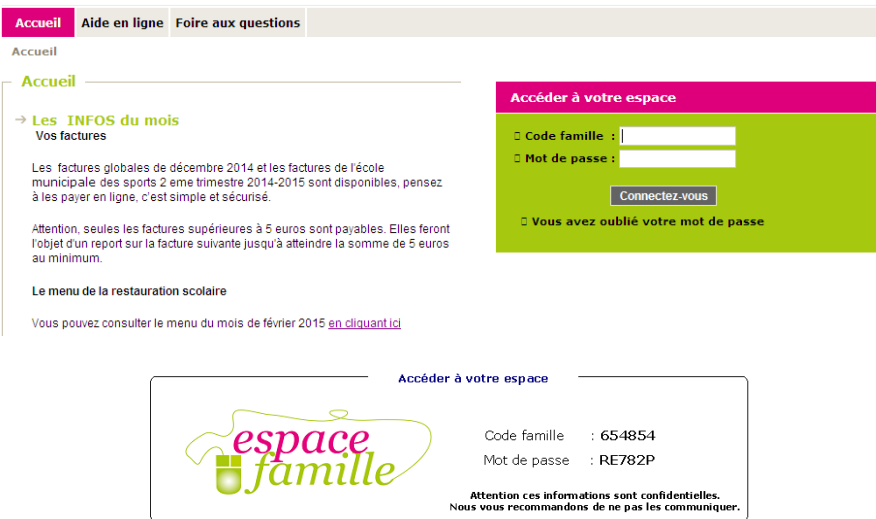 Accueil Aide en ligne Foire aux questions
Accueil
Accueil
Les INFOS du mois
Vos factures
Les factures globales de décembre 2014 et les factures de l'école
municipale des sports 2 eme trimestre 2014-2015 sont disponibles, pensez
à les payer en ligne, c'est simple et sécurisé.
Attention, seules les factures supérieures à 5 euros sont payables. Elles feront
l'objet d'un report sur la facture suivante jusqu'à atteindre la somme de 5 euros
au minimum.
Le menu de la restauration scolaire
Vous pouvez consulter le menu du mois de février 2015 en cliquant ici
Accéder à votre espace
Code famille :
Mot de passe :
Connectez-vous
Vous avez oublié votre mot de passe
Accéder à votre espace
espace
famille
Code famille : 654854
Mot de passe : RE782P
Attention ces informations sont confidentielles.
Nous vous recommandons de ne pas les communiquer.